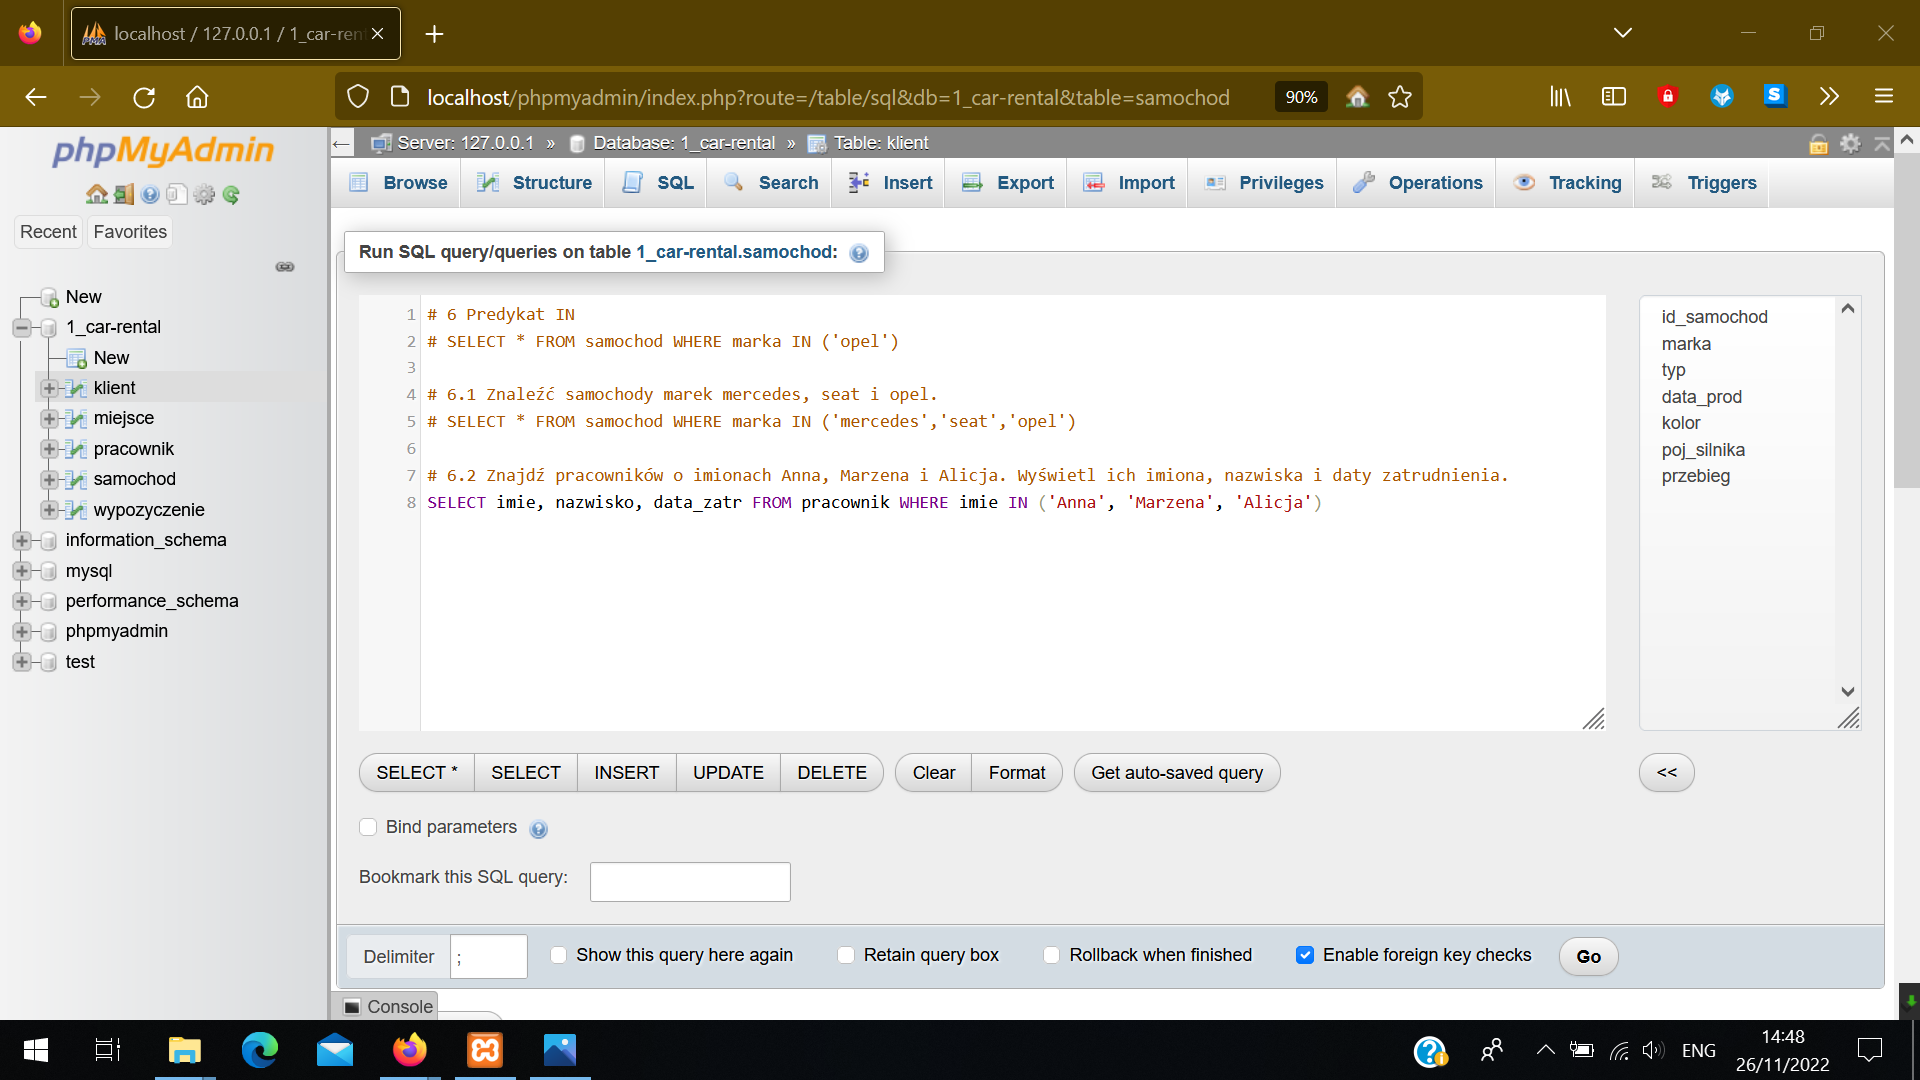 localhost / 127.0.0.1 / 1_car-ren
localhost/phpmyadmin/index.php?route=/table/sql&db=1_car-rental&table=samochod
90%
phpMyAdmin
Recent
Favorites
New
1_car-rental
New
klient
miejsce
pracownik
samochod
wypozyczenie
information_schema
mysql
performance_schema
phpmyadmin
test
Server: 127.0.0.1 » Database: 1_car-rental » Table: klient
Browse
Structure
SQL
Search
Insert
Export
Import
Privileges
Operations
Tracking
Triggers
Run SQL query/queries on table 1_car-rental.samochod:
1 # 6 Predykat IN
2 # SELECT * FROM samochod WHERE marka IN ('opel')
3
4 # 6.1 Znaleźć samochody marek mercedes, seat i opel.
5 # SELECT * FROM samochod WHERE marka IN ('mercedes','seat','opel')
6
7 # 6.2 Znajdź pracowników o imionach Anna, Marzena i Alicja. Wyświetl ich imiona, nazwiska i daty zatrudnienia.
8 SELECT imie, nazwisko, data_zatr FROM pracownik WHERE imie IN ('Anna', 'Marzena', 'Alicja')
id_samochod
marka
typ
data_prod
kolor
poj_silnika
przebieg
SELECT *
SELECT
INSERT
UPDATE
DELETE
Clear
Format
Get auto-saved query
<<
Bind parameters
Bookmark this SQL query:
Delimiter
;
Show this query here again
Retain query box
Rollback when finished
Enable foreign key checks
Go
Console
ENG
14:48
26/11/2022